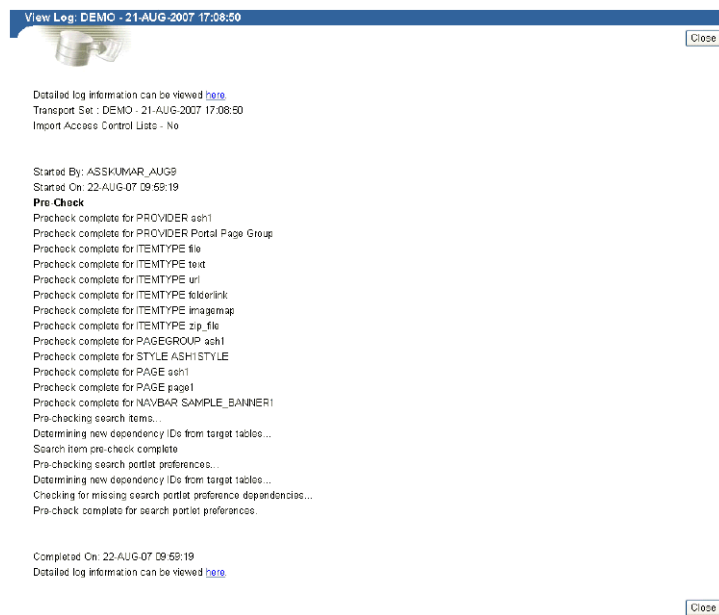 View Log: DEMO - 21-AUG-2007 17:08:50
Close
Detailed log information can be viewed here.
Transport Set : DEMO - 21-AUG-2007 17:08:50
Import Access Control Lists - No
Started By: ASSKUMAR_AUG9
Started On: 22-AUG-07 09:59:19
Pre-Check
Precheck complete for PROVIDER ash1
Precheck complete for PROVIDER Portal Page Group
Precheck complete for ITEMTYPE file
Precheck complete for ITEMTYPE text
Precheck complete for ITEMTYPE url
Precheck complete for ITEMTYPE folderlink
Precheck complete for ITEMTYPE imagemap
Precheck complete for ITEMTYPE zip_file
Precheck complete for PAGEGROUP ash1
Precheck complete for STYLE ASH1STYLE
Precheck complete for PAGE ash1
Precheck complete for PAGE page1
Precheck complete for NAVBAR SAMPLE_BANNER1
Pre-checking search items...
Determining new dependency IDs from target tables...
Search item pre-check complete
Pre-checking search portlet preferences...
Determining new dependency IDs from target tables...
Checking for missing search portlet preference dependencies...
Pre-check complete for search portlet preferences.
Completed On: 22-AUG-07 09:59:19
Detailed log information can be viewed here.
Close